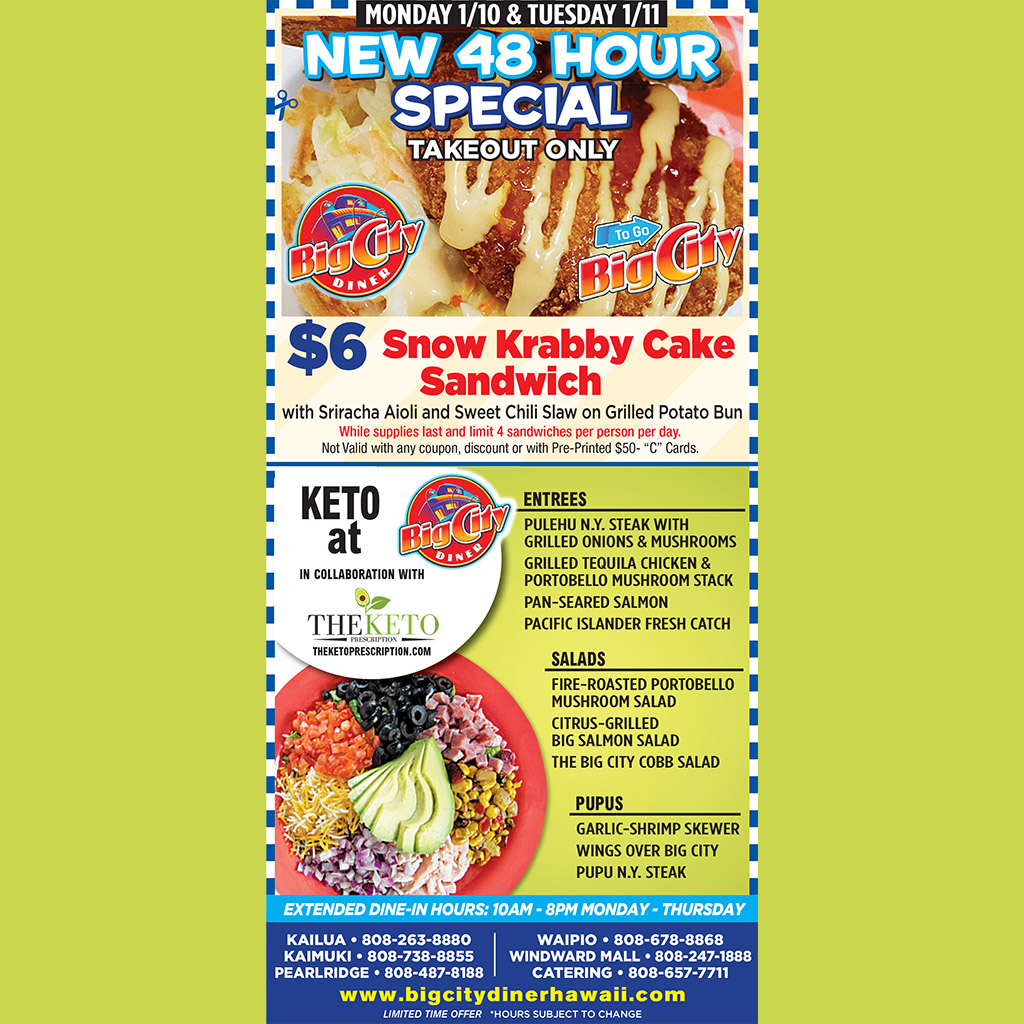 MONDAY 1/10 & TUESDAY 1/11
NEW 48 HOUR
SPECIAL
TAKEOUT ONLY
Big City
DINER
To Go
Big City
$6 Snow Krabby Cake
Sandwich
with Sriracha Aioli and Sweet Chili Slaw on Grilled Potato Bun
While supplies last and limit 4 sandwiches per person per day.
Not Valid with any coupon, discount or with Pre-Printed $50- “C” Cards.
KETO
at
Big City
DINER
IN COLLABORATION WITH
THEKETO
PRESCRIPTION
THEKETOPRESCRIPTION.COM
ENTREES
PULEHU N.Y. STEAK WITH
GRILLED ONIONS & MUSHROOMS
GRILLED TEQUILA CHICKEN &
PORTOBELLO MUSHROOM STACK
PAN-SEARED SALMON
PACIFIC ISLANDER FRESH CATCH
SALADS
FIRE-ROASTED PORTOBELLO
MUSHROOM SALAD
CITRUS-GRILLED
BIG SALMON SALAD
THE BIG CITY COBB SALAD
PUPUS
GARLIC-SHRIMP SKEWER
WINGS OVER BIG CITY
PUPU N.Y. STEAK
EXTENDED DINE-IN HOURS: 10AM - 8PM MONDAY - THURSDAY
KAILUA • 808-263-8880
KAIMUKI • 808-738-8855
PEARLRIDGE • 808-487-8188
WAIPIO • 808-678-8868
WINDWARD MALL • 808-247-1888
CATERING • 808-657-7711
www.bigcitydinerhawaii.com
LIMITED TIME OFFER *HOURS SUBJECT TO CHANGE